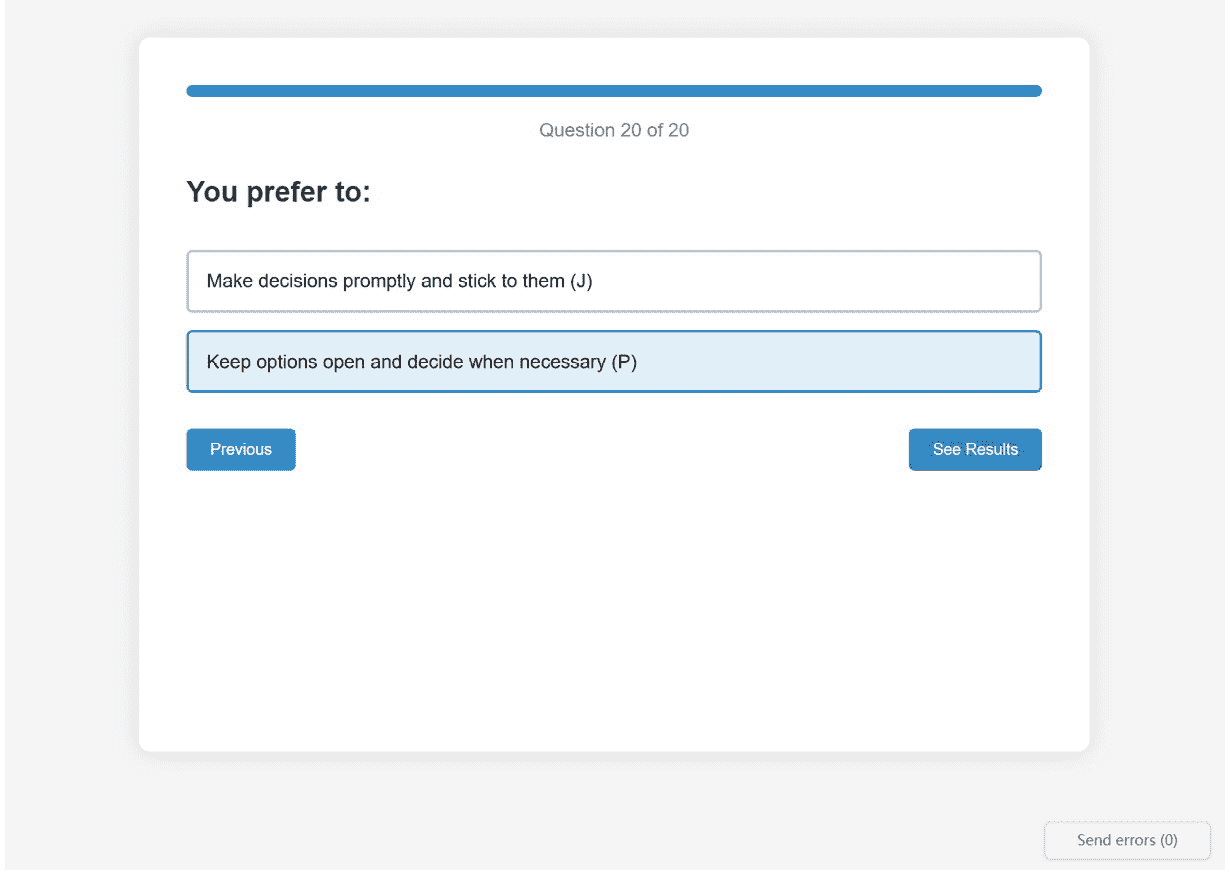 Question 20 of 20
You prefer to:
Make decisions promptly and stick to them (J)
Keep options open and decide when necessary (P)
Previous
See Results
Send errors (0)